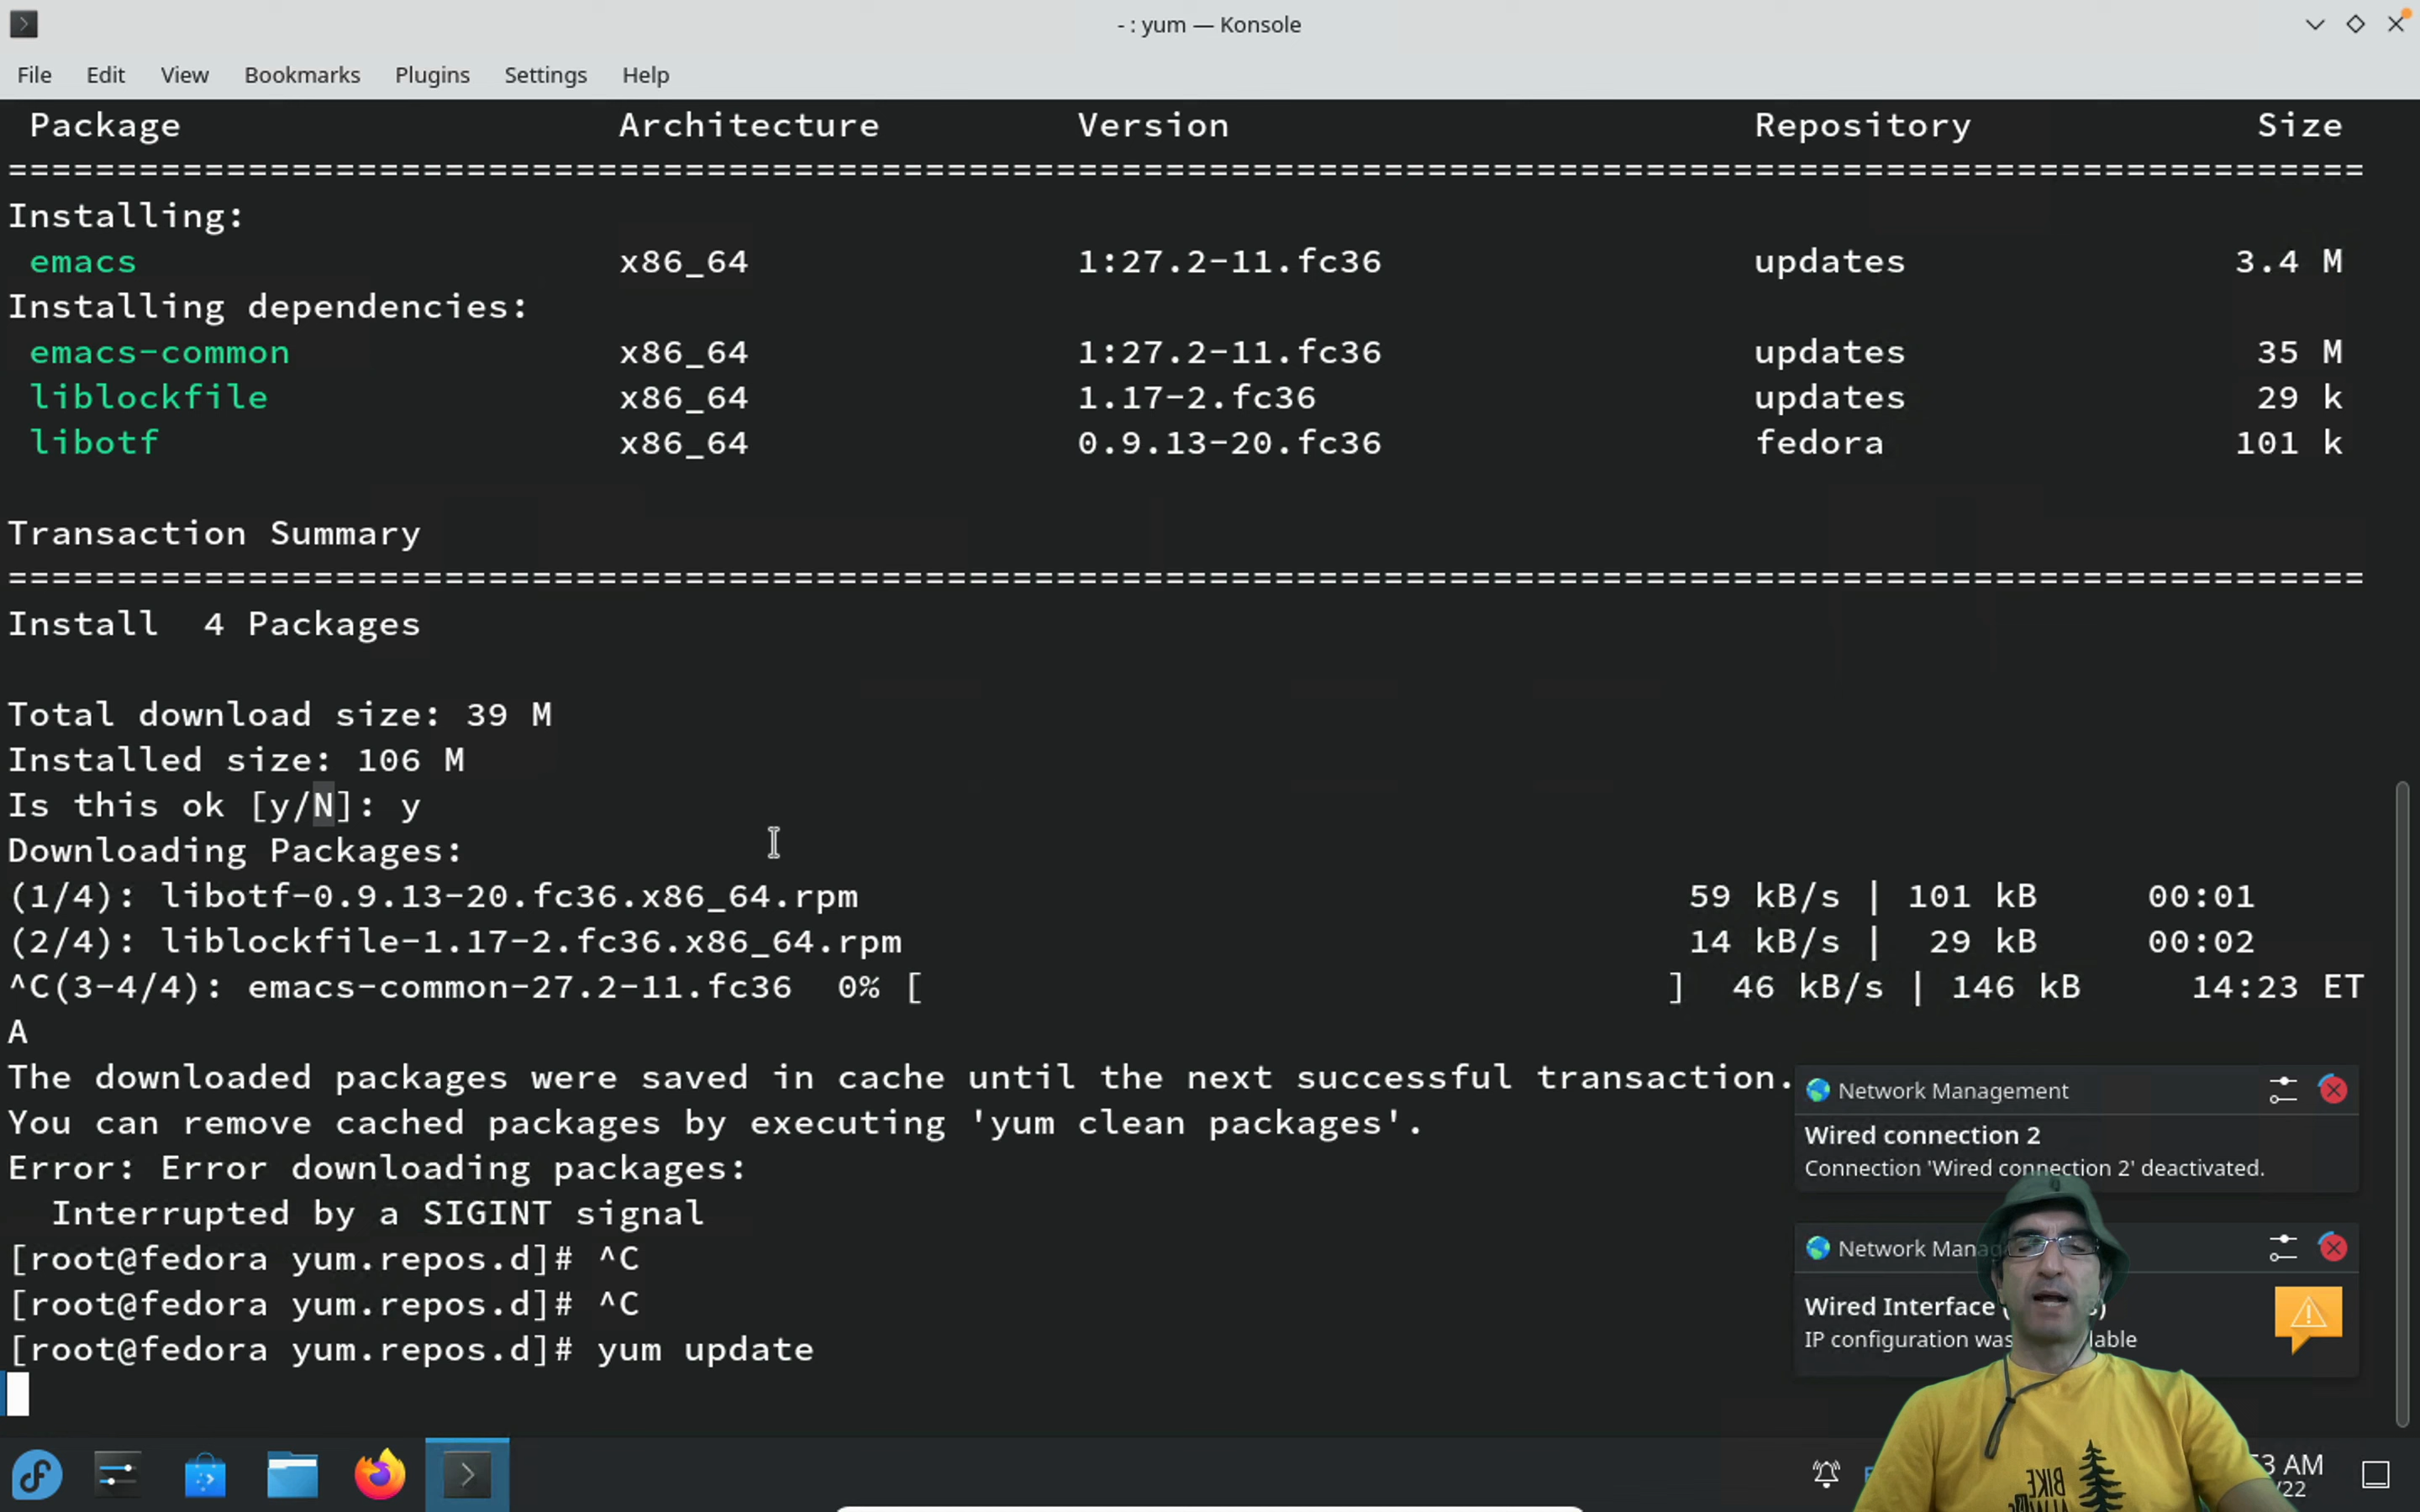 - : yum — Konsole
File Edit View Bookmarks Plugins Settings Help
Package Architecture Version Repository Size
================================================================================
Installing:
emacs x86_64 1:27.2-11.fc36 updates 3.4 M
Installing dependencies:
emacs-common x86_64 1:27.2-11.fc36 updates 35 M
liblockfile x86_64 1.17-2.fc36 updates 29 k
libotf x86_64 0.9.13-20.fc36 fedora 101 k
Transaction Summary
================================================================================
Install 4 Packages
Total download size: 39 M
Installed size: 106 M
Is this ok [y/N]: y
Downloading Packages:
(1/4): libotf-0.9.13-20.fc36.x86_64.rpm 59 kB/s | 101 kB 00:01
(2/4): liblockfile-1.17-2.fc36.x86_64.rpm 14 kB/s | 29 kB 00:02
^C(3-4/4): emacs-common-27.2-11.fc36 0% [ ] 46 kB/s | 146 kB 14:23 ET
A
The downloaded packages were saved in cache until the next successful transaction.
You can remove cached packages by executing 'yum clean packages'.
Error: Error downloading packages:
Interrupted by a SIGINT signal
[root@fedora yum.repos.d]# ^C
[root@fedora yum.repos.d]# ^C
[root@fedora yum.repos.d]# yum update
Network Management
Wired connection 2
Connection 'Wired connection 2' deactivated.
Network
Wired Interface
IP configuration was
AM
BIKE